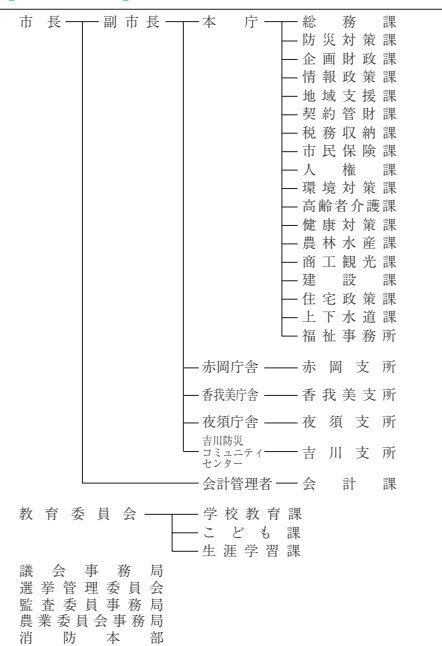 市長 副市長 本庁 総務課
防災対策課
企画財政課
情報政策課
地域支援課
契約管財課
税務収納課
市民保険課
人権課
環境対策課
高齢者介護課
健康対策課
農林水産課
商工観光課
建設課
住宅政策課
上下水道課
福祉事務所
赤岡庁舎 赤岡支所
香我美庁舎 香我美支所
夜須庁舎 夜須支所
吉川防災
コミュニティ 吉川支所
センター
会計管理者 会計課
教育委員会 学校教育課
こども課
生涯学習課
議会事務局
選挙管理委員会
監査委員事務局
農業委員会事務局
消防本部